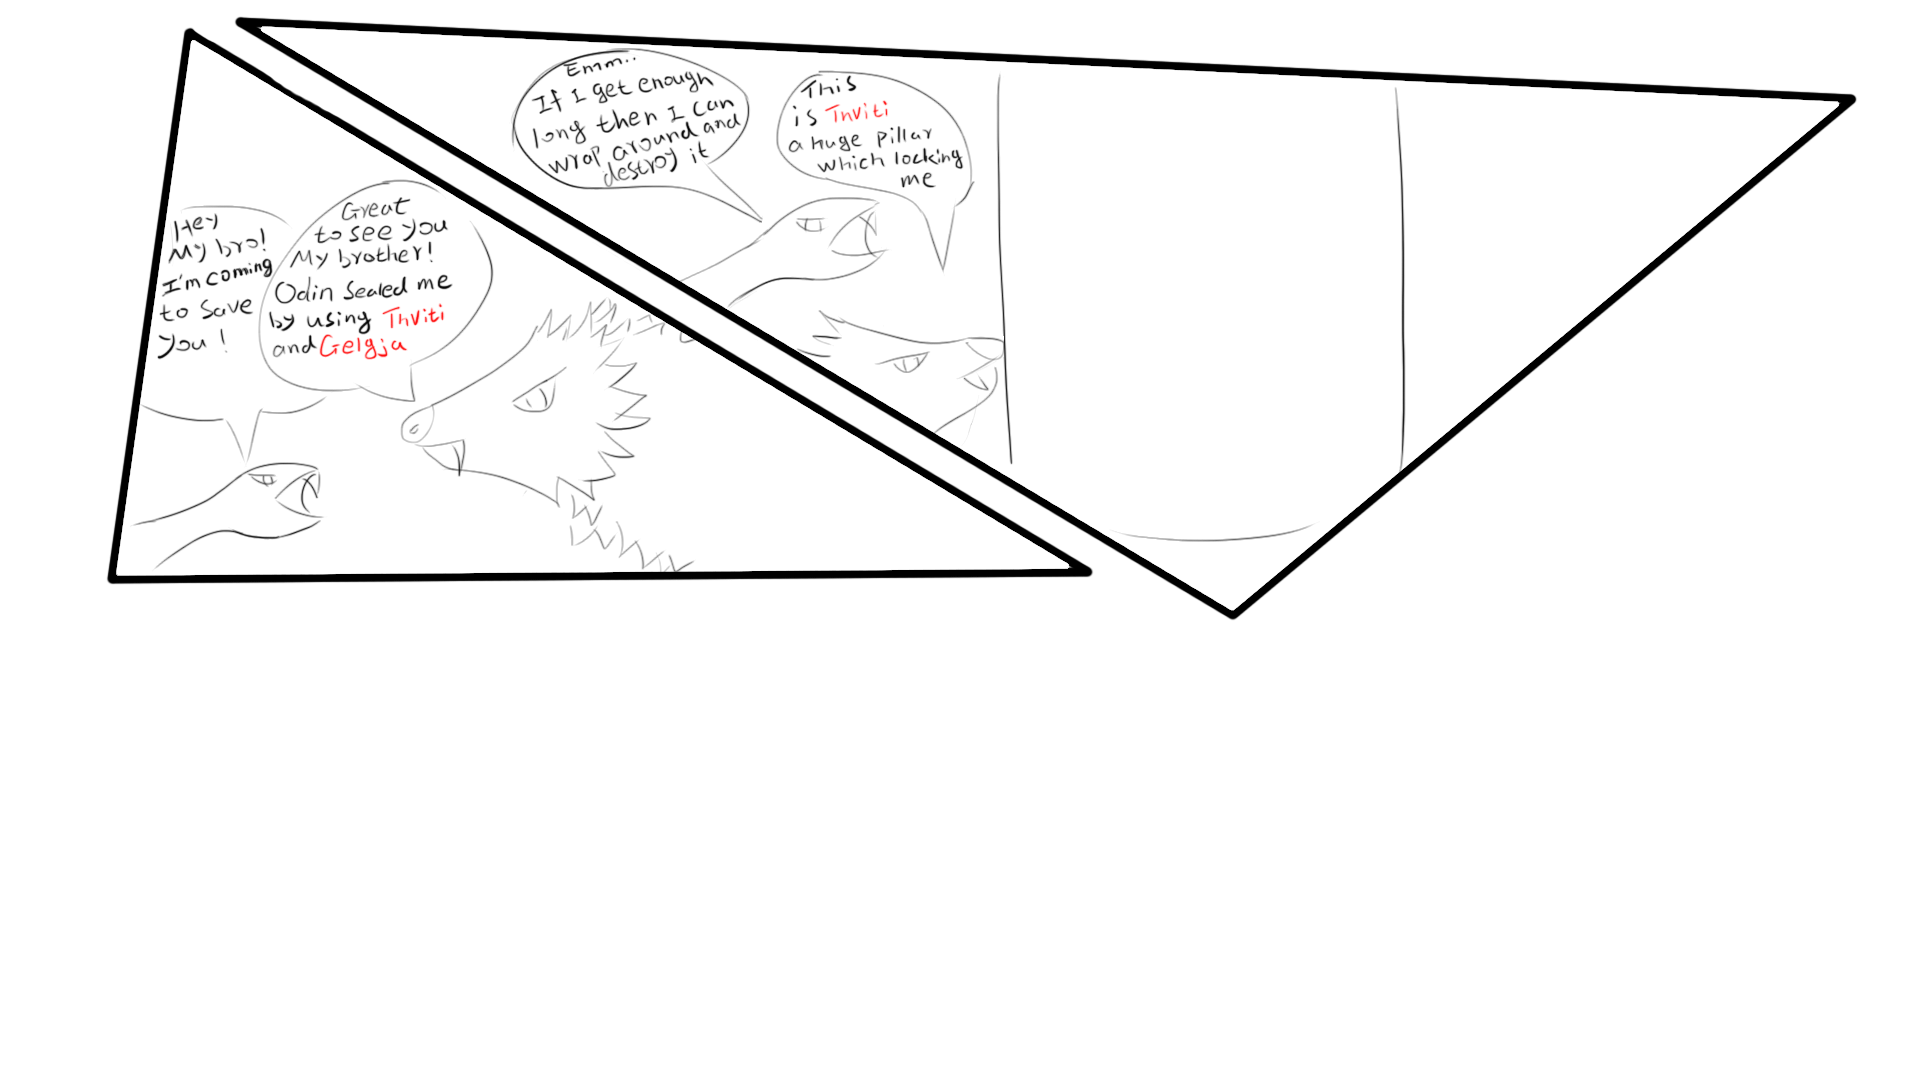 Hey
My bro!
I'm coming
to save
you !
Great
to see you
My brother!
Odin sealed me
by using Thviti
and Gelgja
Emm..
If I get enough
long then I can
wrap around and
destroy it
This
is Thviti
a huge pillar
which locking
me